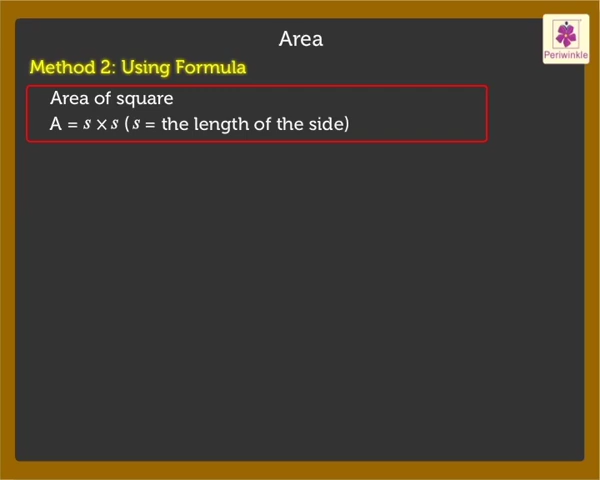 Area
Periwinkle
Method 2: Using Formula
Area of square
A = s × s (s = the length of the side)